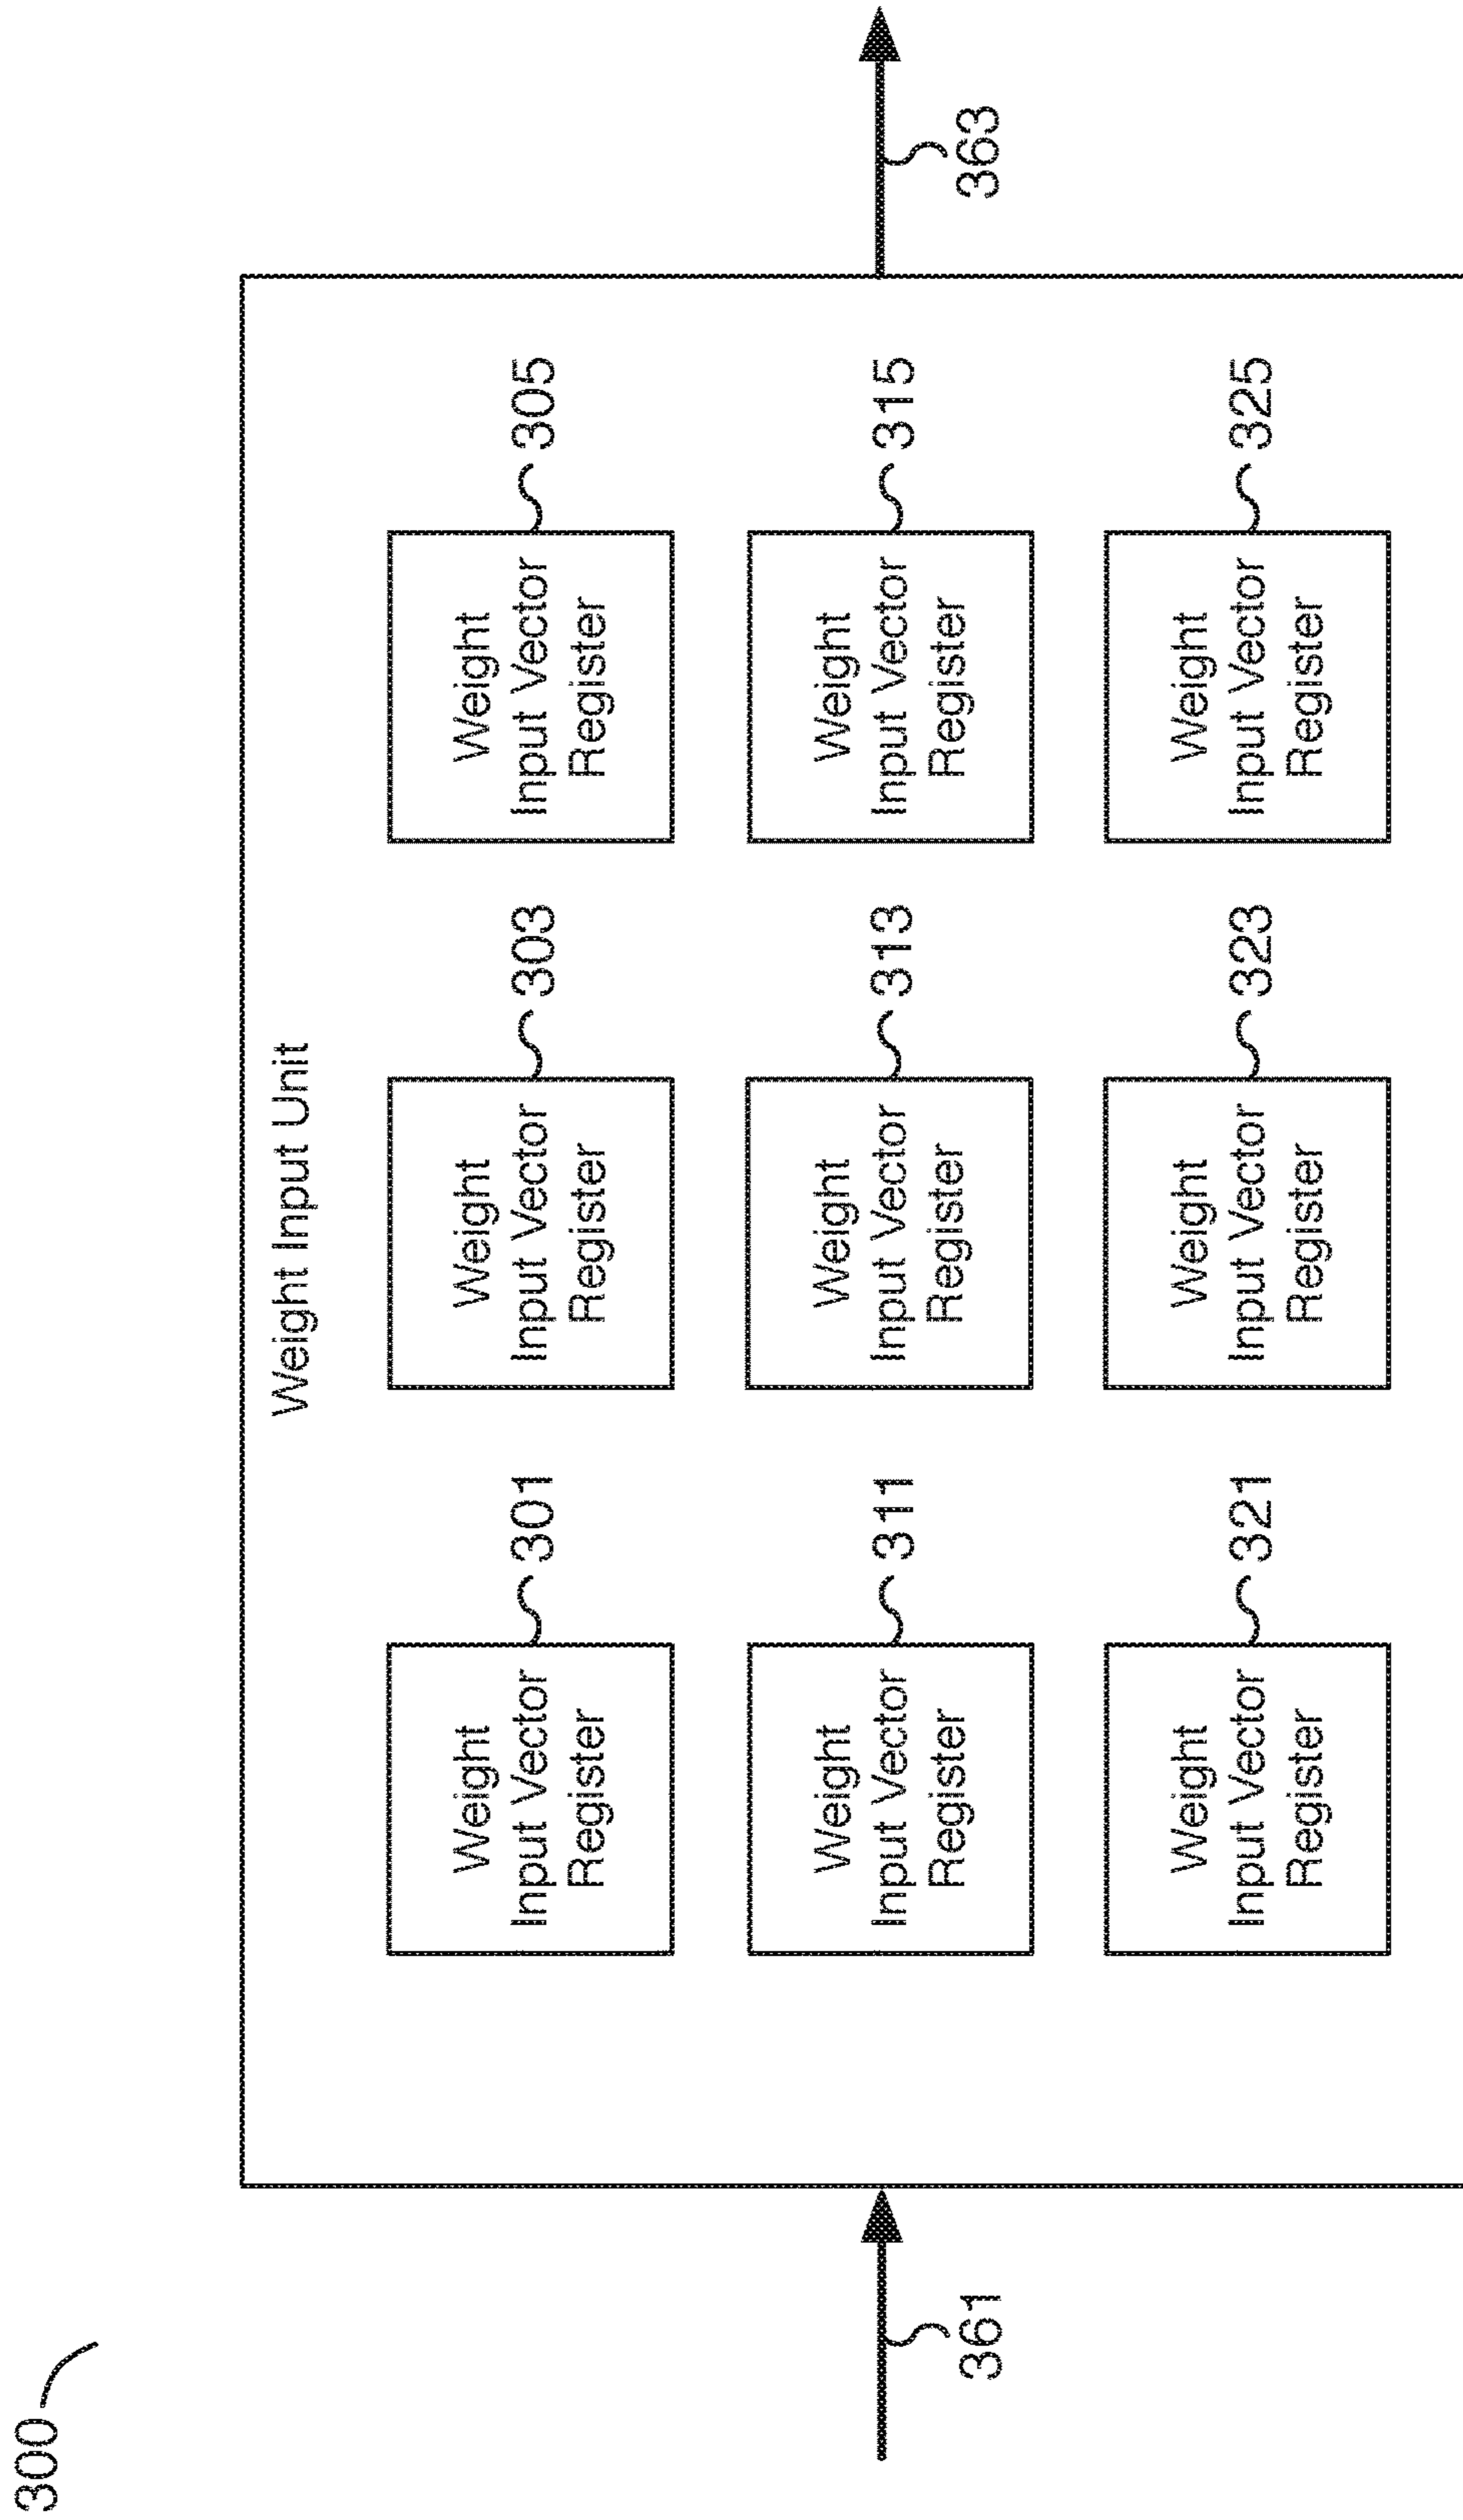 300
Weight Input Unit
Weight
Input Vector
Register
301
Weight
Input Vector
Register
303
Weight
Input Vector
Register
305
361
Weight
Input Vector
Register
311
Weight
Input Vector
Register
313
Weight
Input Vector
Register
315
363
Weight
Input Vector
Register
321
Weight
Input Vector
Register
323
Weight
Input Vector
Register
325